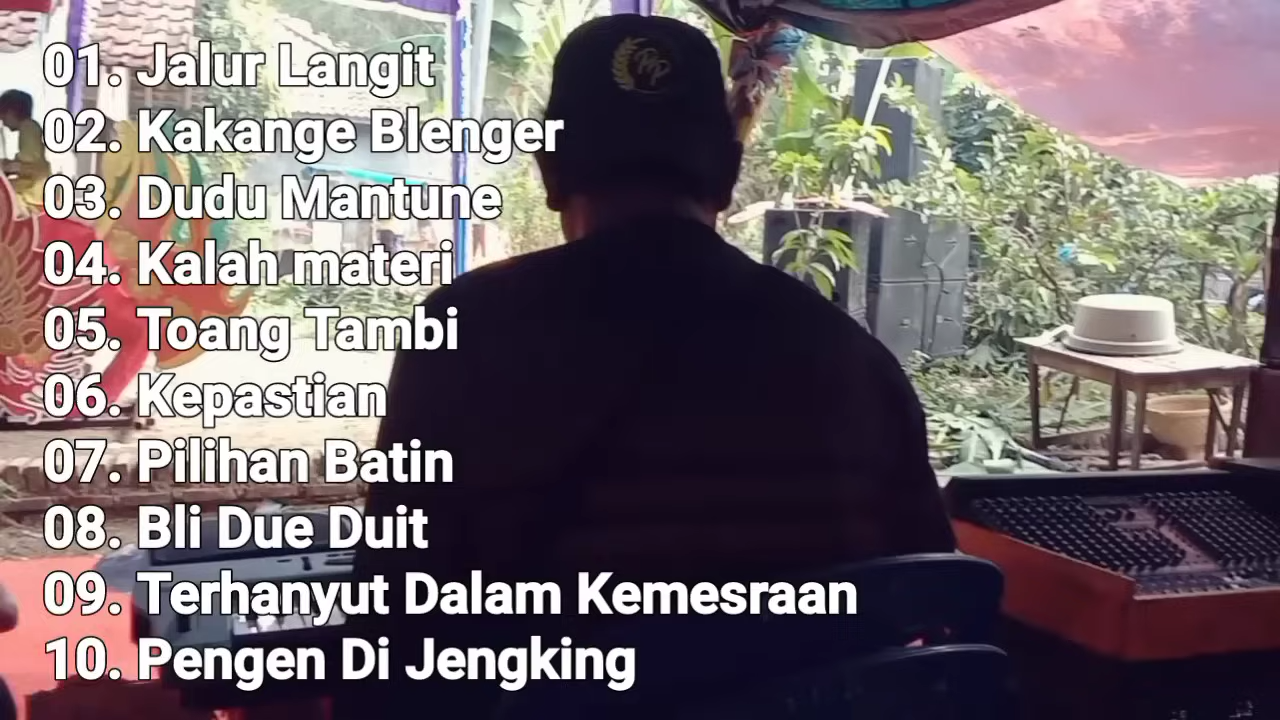 01. Jalur Langit
02. Kakange Blenger
03. Dudu Mantune
04. Kalah materi
05. Toang Tambi
06. Kepastian
07. Pilihan Batin
08. Bli Due Duit
09. Terhanyut Dalam Kemesraan
10. Pengen Di Jengking
PP